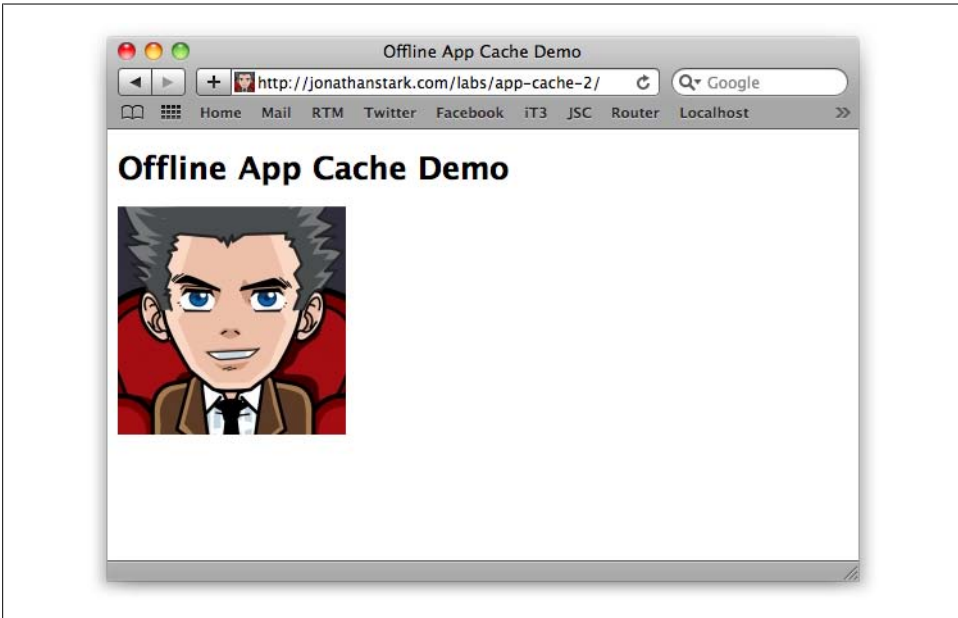 Offline App Cache Demo
http://jonathanstark.com/labs/app-cache-2/
Google
Home Mail RTM Twitter Facebook iT3 JSC Router Localhost
Offline App Cache Demo